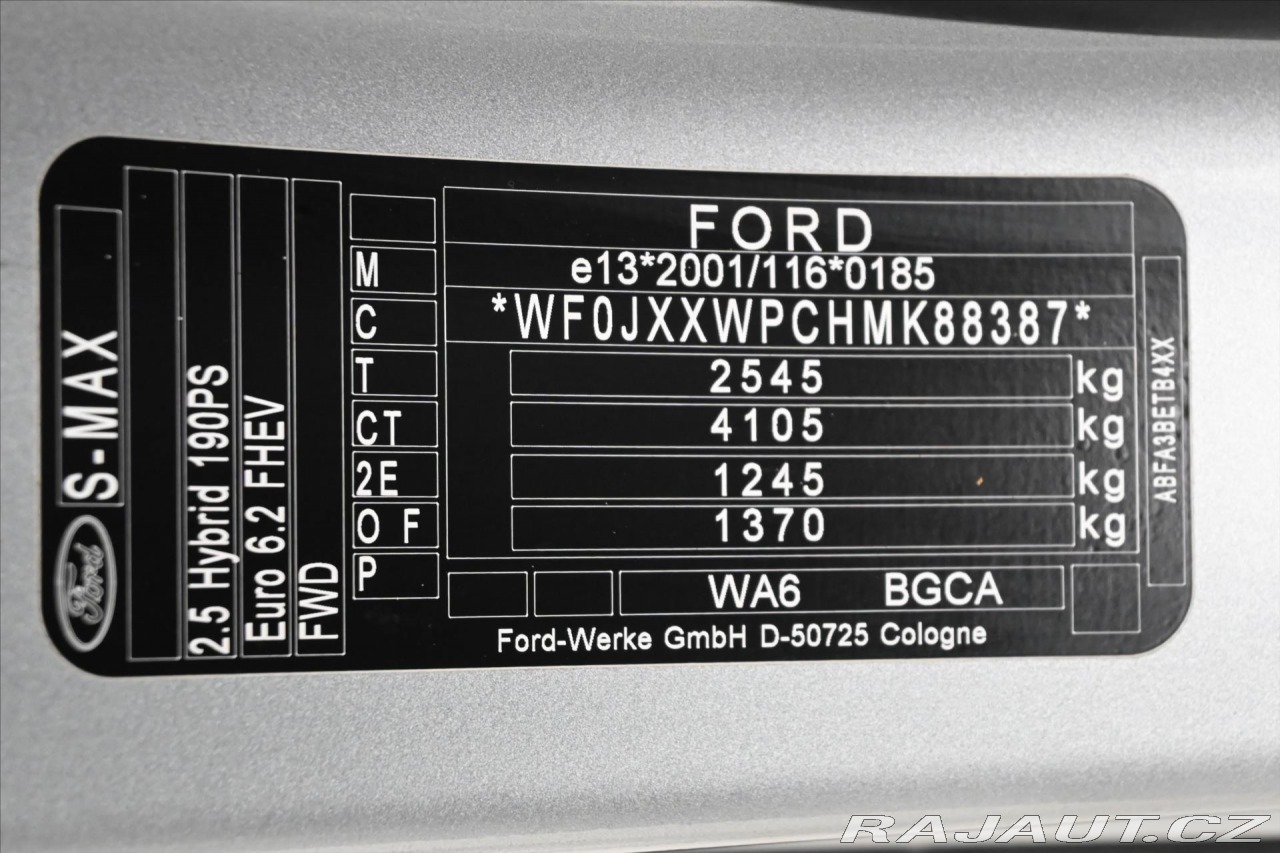 FORD
M e13*2001/116*0185
C *WF0JXXWPCHMK88387*
T 2545 kg
CT 4105 kg
2E 1245 kg
O F 1370 kg
P WA6 BGCA
Ford-Werke GmbH D-50725 Cologne
Ford S-MAX
2.5 Hybrid 190PS
Euro 6.2 FHEV
FWD
ABFA3BETB4XX
RAJAUT.CZ